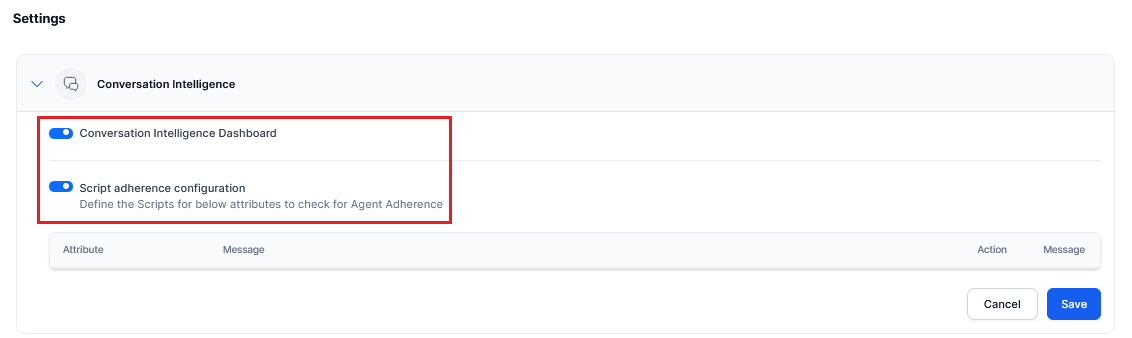 Settings
Conversation Intelligence
Conversation Intelligence Dashboard
Script adherence configuration
Define the Scripts for below attributes to check for Agent Adherence
Attribute Message Action Message
Cancel Save